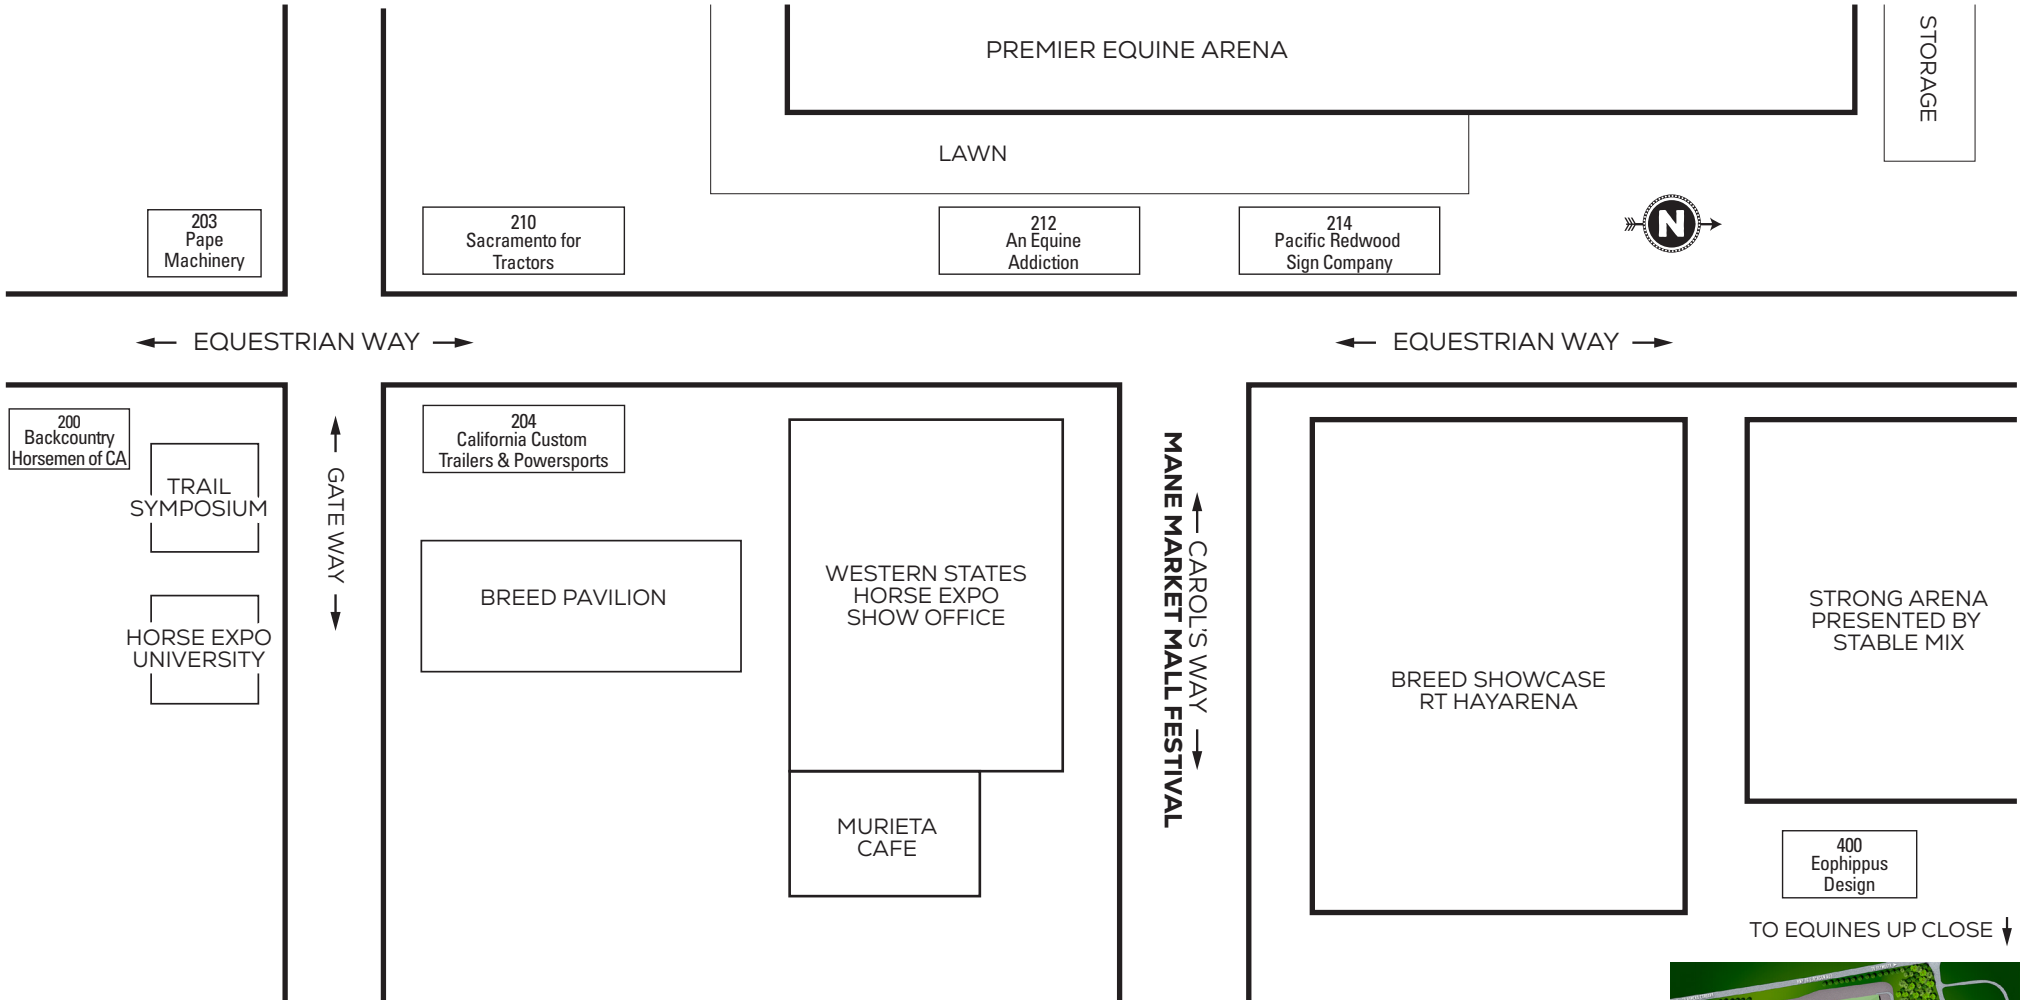 PREMIER EQUINE ARENA
STORAGE
LAWN
203
Pape
Machinery
210
Sacramento for
Tractors
212
An Equine
Addiction
214
Pacific Redwood
Sign Company
N
EQUESTRIAN WAY
EQUESTRIAN WAY
200
Backcountry
Horsemen of CA
TRAIL
SYMPOSIUM
HORSE EXPO
UNIVERSITY
GATE WAY
204
California Custom
Trailers & Powersports
BREED PAVILION
WESTERN STATES
HORSE EXPO
SHOW OFFICE
MURIETA
CAFE
MANE MARKET MALL FESTIVAL
CAROL'S WAY
BREED SHOWCASE
RT HAYARENA
STRONG ARENA
PRESENTED BY
STABLE MIX
400
Eophippus
Design
TO EQUINES UP CLOSE